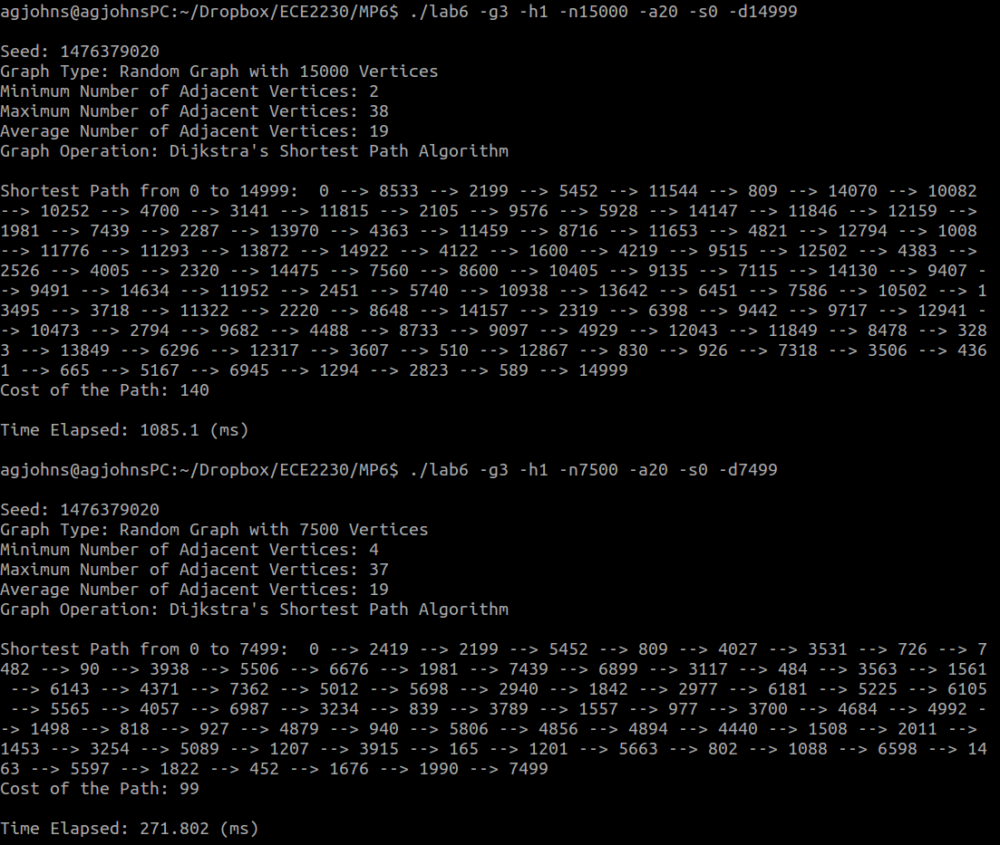 agjohns@agjohnsPC:~/Dropbox/ECE2230/MP6$ ./lab6 -g3 -h1 -n15000 -a20 -s0 -d14999
Seed: 1476379020
Graph Type: Random Graph with 15000 Vertices
Minimum Number of Adjacent Vertices: 2
Maximum Number of Adjacent Vertices: 38
Average Number of Adjacent Vertices: 19
Graph Operation: Dijkstra's Shortest Path Algorithm
Shortest Path from 0 to 14999:  0 --> 8533 --> 2199 --> 5452 --> 11544 --> 809 --> 14070 --> 10082
--> 10252 --> 4700 --> 3141 --> 11815 --> 2105 --> 9576 --> 5928 --> 14147 --> 11846 --> 12159 -->
1981 --> 7439 --> 2287 --> 13970 --> 4363 --> 11459 --> 8716 --> 11653 --> 4821 --> 12794 --> 1008
--> 11776 --> 11293 --> 13872 --> 14922 --> 4122 --> 1600 --> 4219 --> 9515 --> 12502 --> 4383 -->
2526 --> 4005 --> 2320 --> 14475 --> 7560 --> 8600 --> 10405 --> 9135 --> 7115 --> 14130 --> 9407 -
-> 9491 --> 14634 --> 11952 --> 2451 --> 5740 --> 10938 --> 13642 --> 6451 --> 7586 --> 10502 --> 1
3495 --> 3718 --> 11322 --> 2220 --> 8648 --> 14157 --> 2319 --> 6398 --> 9442 --> 9717 --> 12941 -
-> 10473 --> 2794 --> 9682 --> 4488 --> 8733 --> 9097 --> 4929 --> 12043 --> 11849 --> 8478 --> 328
3 --> 13849 --> 6296 --> 12317 --> 3607 --> 510 --> 12867 --> 830 --> 926 --> 7318 --> 3506 --> 436
1 --> 665 --> 5167 --> 6945 --> 1294 --> 2823 --> 589 --> 14999
Cost of the Path: 140
Time Elapsed: 1085.1 (ms)
agjohns@agjohnsPC:~/Dropbox/ECE2230/MP6$ ./lab6 -g3 -h1 -n7500 -a20 -s0 -d7499
Seed: 1476379020
Graph Type: Random Graph with 7500 Vertices
Minimum Number of Adjacent Vertices: 4
Maximum Number of Adjacent Vertices: 37
Average Number of Adjacent Vertices: 19
Graph Operation: Dijkstra's Shortest Path Algorithm
Shortest Path from 0 to 7499:  0 --> 2419 --> 2199 --> 5452 --> 809 --> 4027 --> 3531 --> 726 --> 7
482 --> 90 --> 3938 --> 5506 --> 6676 --> 1981 --> 7439 --> 6899 --> 3117 --> 484 --> 3563 --> 1561
--> 6143 --> 4371 --> 7362 --> 5012 --> 5698 --> 2940 --> 1842 --> 2977 --> 6181 --> 5225 --> 6105
--> 5565 --> 4057 --> 6987 --> 3234 --> 839 --> 3789 --> 1557 --> 977 --> 3700 --> 4684 --> 4992 -
-> 1498 --> 818 --> 927 --> 4879 --> 940 --> 5806 --> 4856 --> 4894 --> 4440 --> 1508 --> 2011 -->
1453 --> 3254 --> 5089 --> 1207 --> 3915 --> 165 --> 1201 --> 5663 --> 802 --> 1088 --> 6598 --> 14
63 --> 5597 --> 1822 --> 452 --> 1676 --> 1990 --> 7499
Cost of the Path: 99
Time Elapsed: 271.802 (ms)